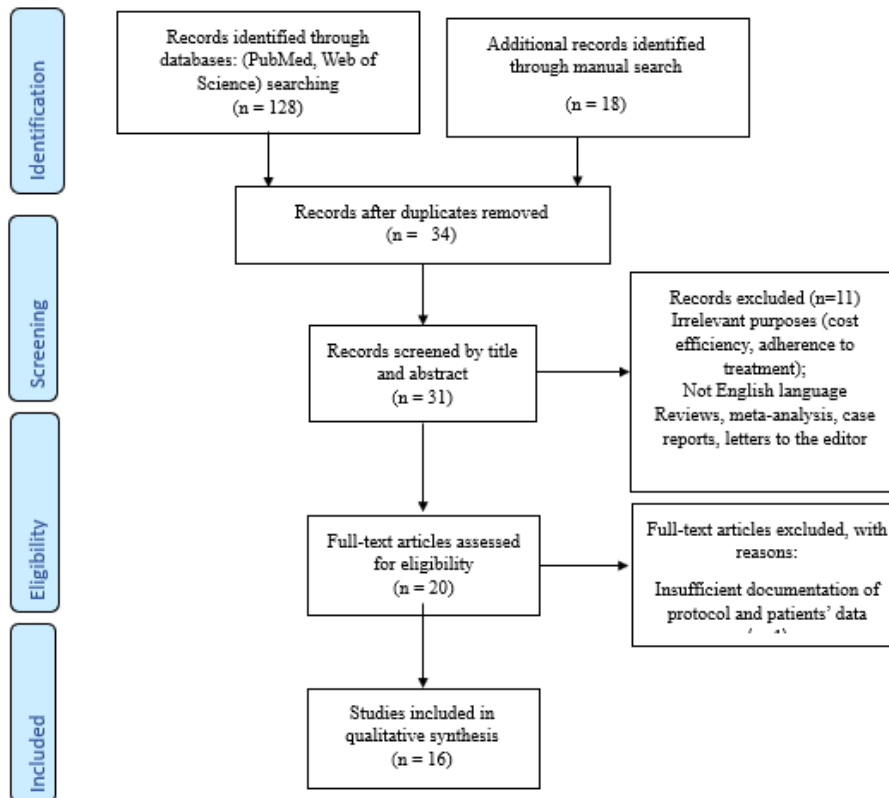 Identification
Records identified through
databases: (PubMed, Web of
Science) searching
(n = 128)
Additional records identified
through manual search
(n = 18)
Records after duplicates removed
(n = 34)
Screening
Records screened by title
and abstract
(n = 31)
Records excluded (n=11)
Irrelevant purposes (cost
efficiency, adherence to
treatment);
Not English language
Reviews, meta-analysis, case
reports, letters to the editor
Eligibility
Full-text articles assessed
for eligibility
(n = 20)
Full-text articles excluded, with
reasons:
Insufficient documentation of
protocol and patients’ data
Included
Studies included in
qualitative synthesis
(n = 16)